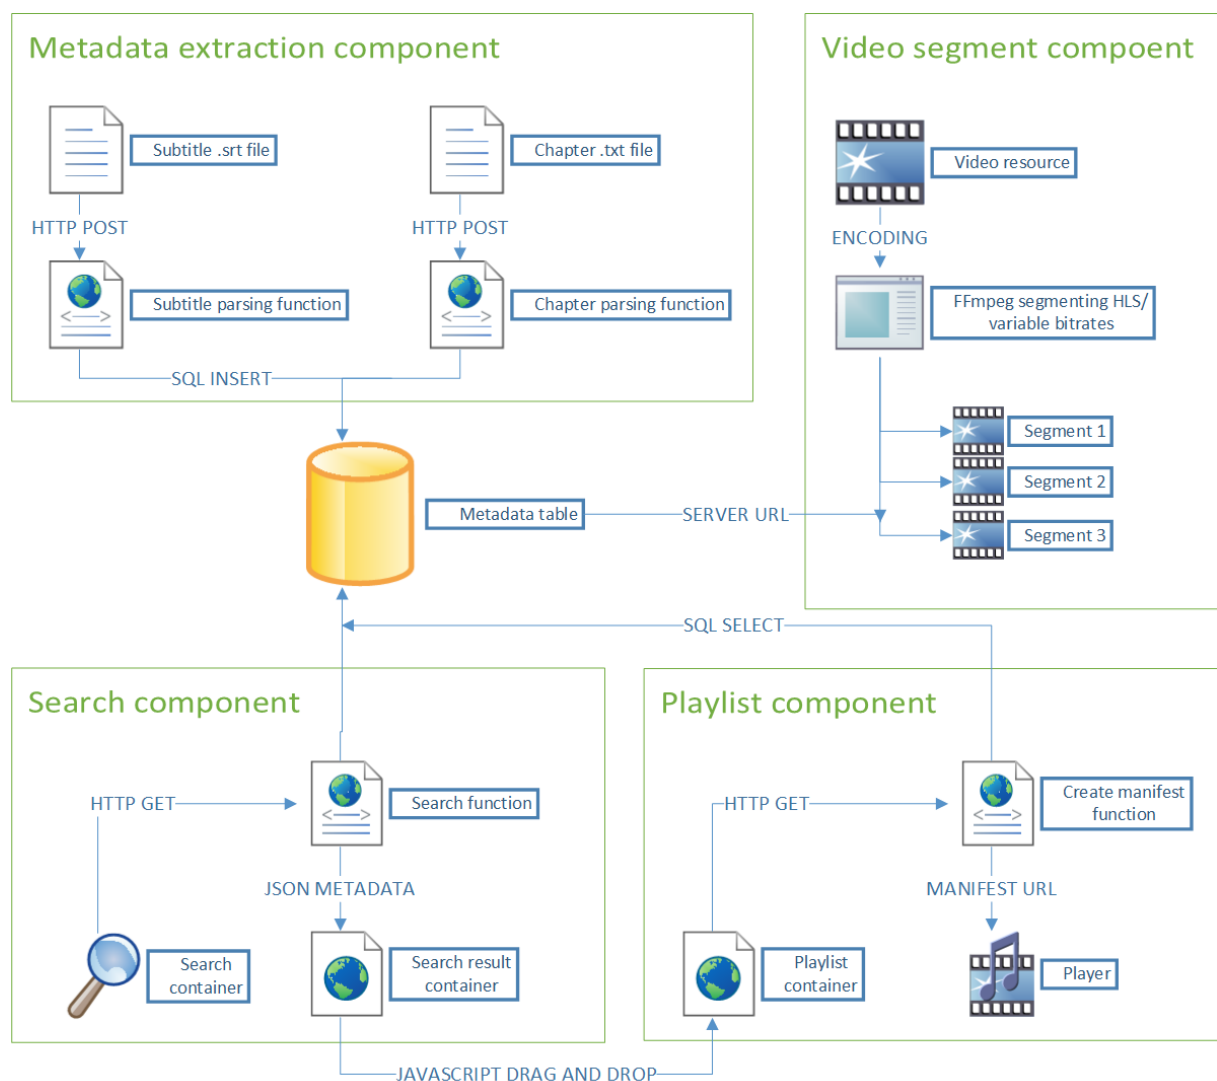 Metadata extraction component
Subtitle .srt file
Chapter .txt file
HTTP POST
HTTP POST
Subtitle parsing function
Chapter parsing function
SQL INSERT
Video segment compoent
Video resource
ENCODING
FFmpeg segmenting HLS/
variable bitrates
Segment 1
Segment 2
Segment 3
Metadata table
SERVER URL
SQL SELECT
Search component
HTTP GET
Search function
JSON METADATA
Search
container
Search result
container
JAVASCRIPT DRAG AND DROP
Playlist component
HTTP GET
Create manifest
function
MANIFEST URL
Playlist
container
Player